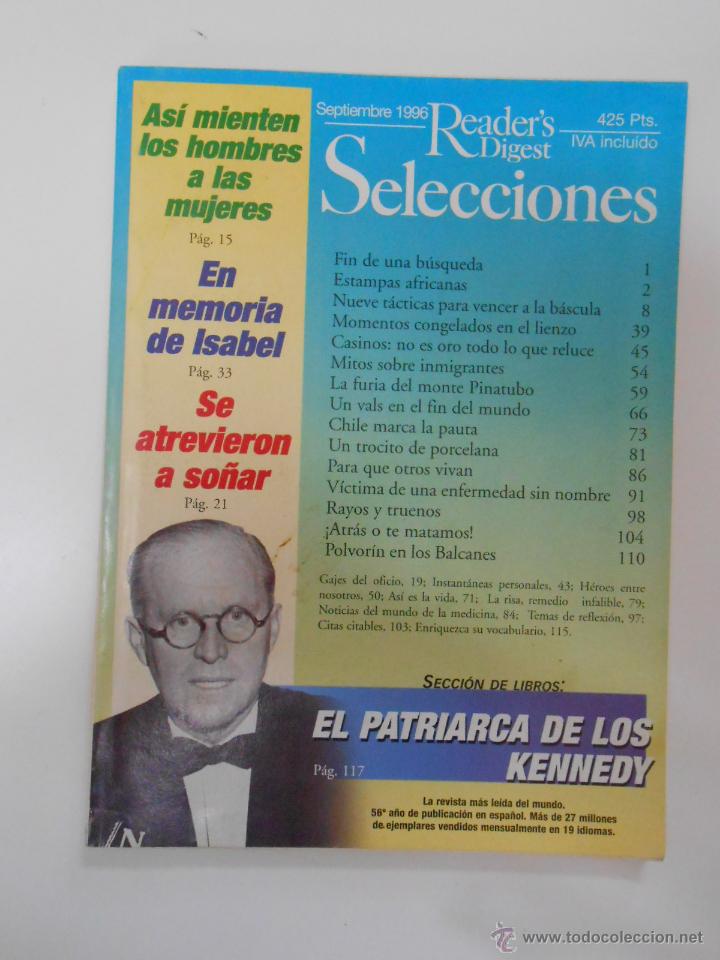 Así mienten
los hombres
a las
mujeres
Pág. 15
En
memoria
de Isabel
Pág. 33
Se
atrevieron
a soñar
Pág. 21
Septiembre 1996
Reader's
Digest
425 Pts.
IVA incluído
Selecciones
Fin de una búsqueda 1
Estampas africanas 2
Nueve tácticas para vencer a la báscula 8
Momentos congelados en el lienzo 39
Casinos: no es oro todo lo que reluce 45
Mitos sobre inmigrantes 54
La furia del monte Pinatubo 59
Un vals en el fin del mundo 66
Chile marca la pauta 73
Un trocito de porcelana 81
Para que otros vivan 86
Víctima de una enfermedad sin nombre 91
Rayos y truenos 98
¡Atrás o te matamos! 104
Polvorín en los Balcanes 110
Gajes del oficio, 19; Instantáneas personales, 43; Héroes entre
nosotros, 50; Así es la vida, 71; La risa, remedio infalible, 79;
Noticias del mundo de la medicina, 84; Temas de reflexión, 97;
Citas citables, 103; Enriquezca su vocabulario, 115.
SECCIÓN DE LIBROS:
EL PATRIARCA DE LOS
KENNEDY
Pág. 117
La revista más leída del mundo.
56º año de publicación en español. Más de 27 millones
de ejemplares vendidos mensualmente en 19 idiomas.
N
© www.todocoleccion.net